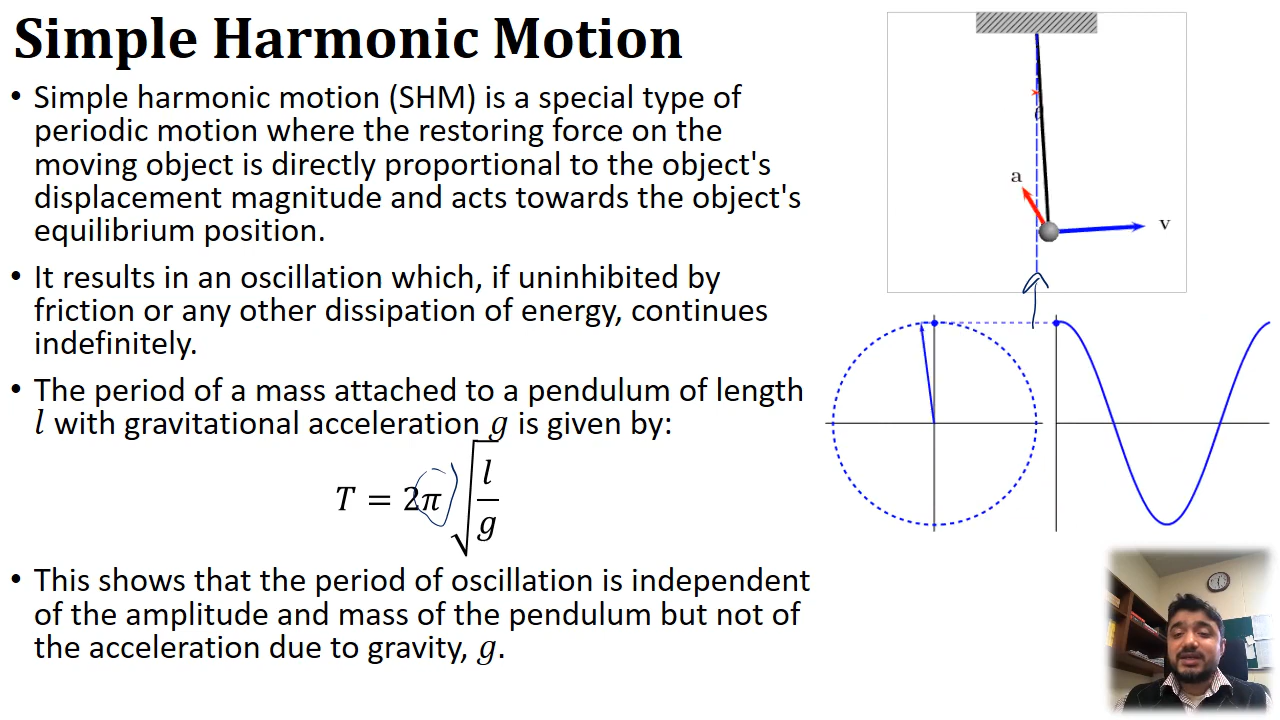 Simple Harmonic Motion
• Simple harmonic motion (SHM) is a special type of
periodic motion where the restoring force on the
moving object is directly proportional to the object's
displacement magnitude and acts towards the object's
equilibrium position.
• It results in an oscillation which, if uninhibited by
friction or any other dissipation of energy, continues
indefinitely.
• The period of a mass attached to a pendulum of length
l with gravitational acceleration g is given by:
T = 2π√(l/g)
• This shows that the period of oscillation is independent
of the amplitude and mass of the pendulum but not of
the acceleration due to gravity, g.
a
v